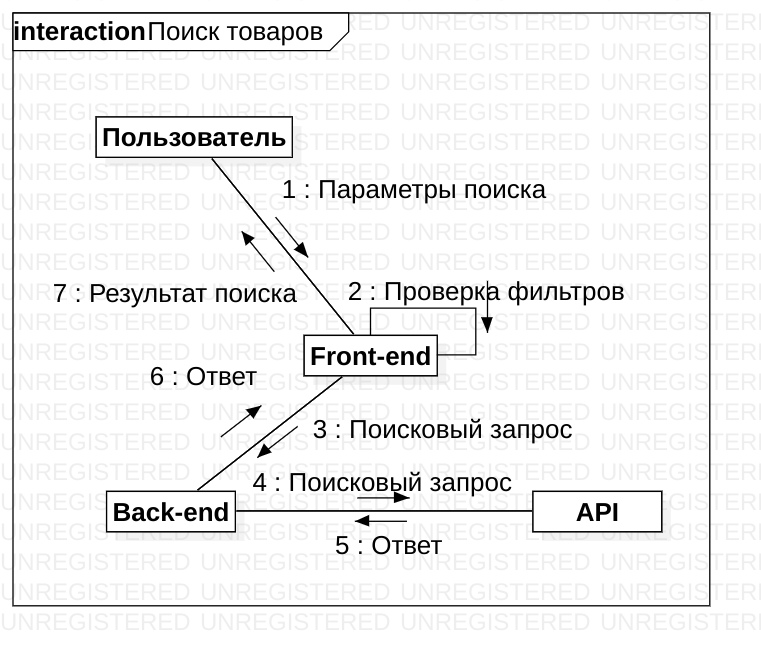 interaction Поиск товаров
Пользователь
1 : Параметры поиска
7 : Результат поиска
2 : Проверка фильтров
Front-end
6 : Ответ
3 : Поисковый запрос
4 : Поисковый запрос
Back-end
API
5 : Ответ
UNREGISTERED